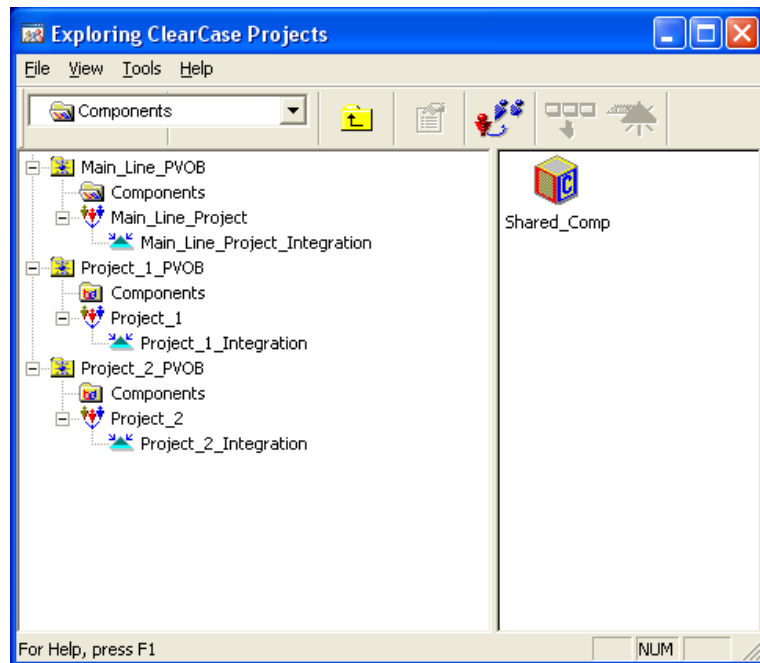 Exploring ClearCase Projects
File View Tools Help
Components
Main_Line_PVOB
Components
Main_Line_Project
Main_Line_Project_Integration
Project_1_PVOB
Components
Project_1
Project_1_Integration
Project_2_PVOB
Components
Project_2
Project_2_Integration
C
Shared_Comp
For Help, press F1
NUM